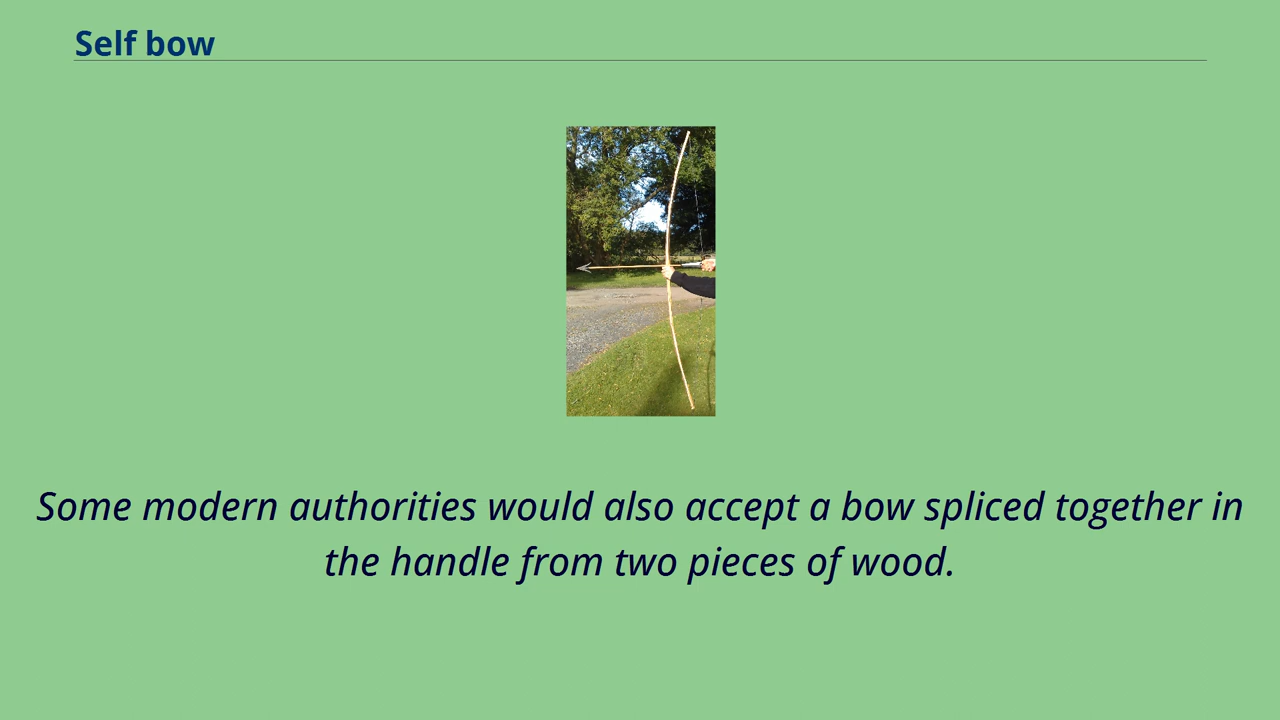 Self bow
Some modern authorities would also accept a bow spliced together in
the handle from two pieces of wood.